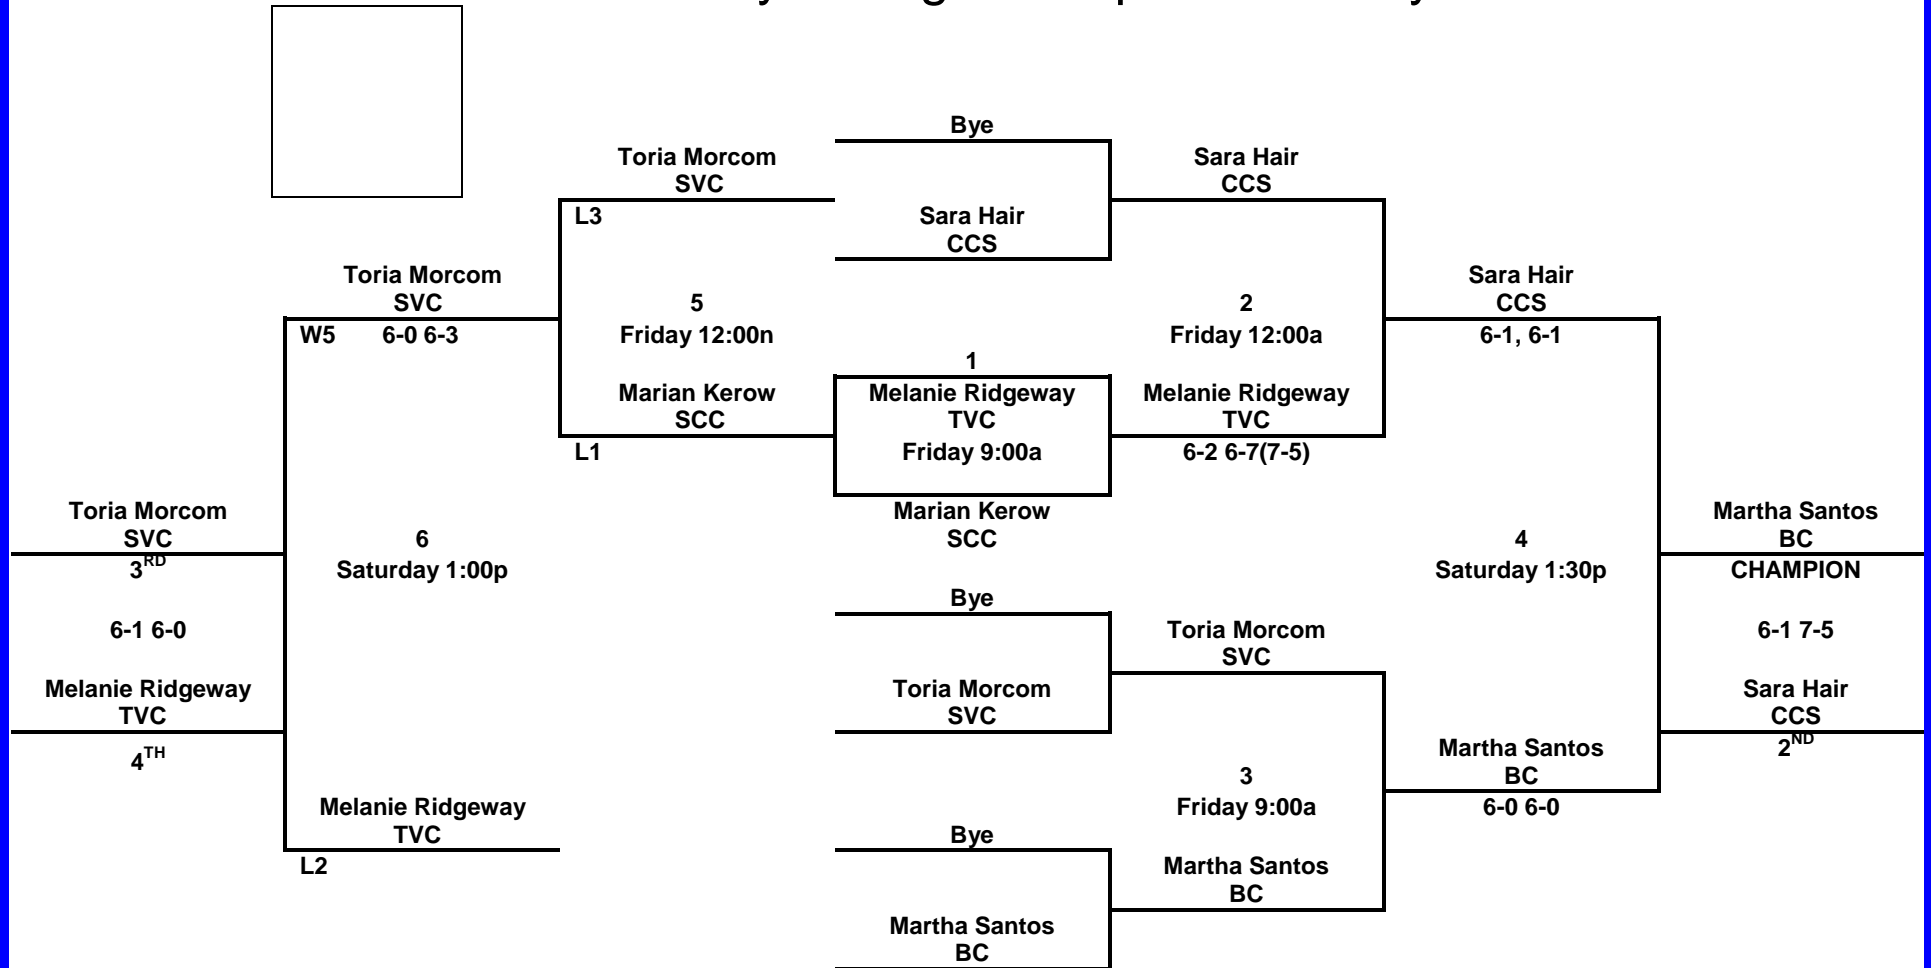 Bye
Toria Morcom
SVC
Sara Hair
CCS
L3
Sara Hair
CCS
Toria Morcom
SVC
Sara Hair
CCS
5
2
W5 6-0 6-3
Friday 12:00n
Friday 12:00a
6-1, 6-1
1
Marian Kerow
SCC
Melanie Ridgeway
TVC
Melanie Ridgeway
TVC
L1
Friday 9:00a
6-2 6-7(7-5)
Toria Morcom
SVC
Marian Kerow
SCC
Martha Santos
BC
6
4
3RD
Saturday 1:00p
Saturday 1:30p
CHAMPION
Bye
6-1 6-0
Toria Morcom
SVC
6-1 7-5
Melanie Ridgeway
TVC
Toria Morcom
SVC
Sara Hair
CCS
4TH
3
Martha Santos
BC
2ND
Melanie Ridgeway
TVC
Friday 9:00a
6-0 6-0
Bye
L2
Martha Santos
BC
Martha Santos
BC